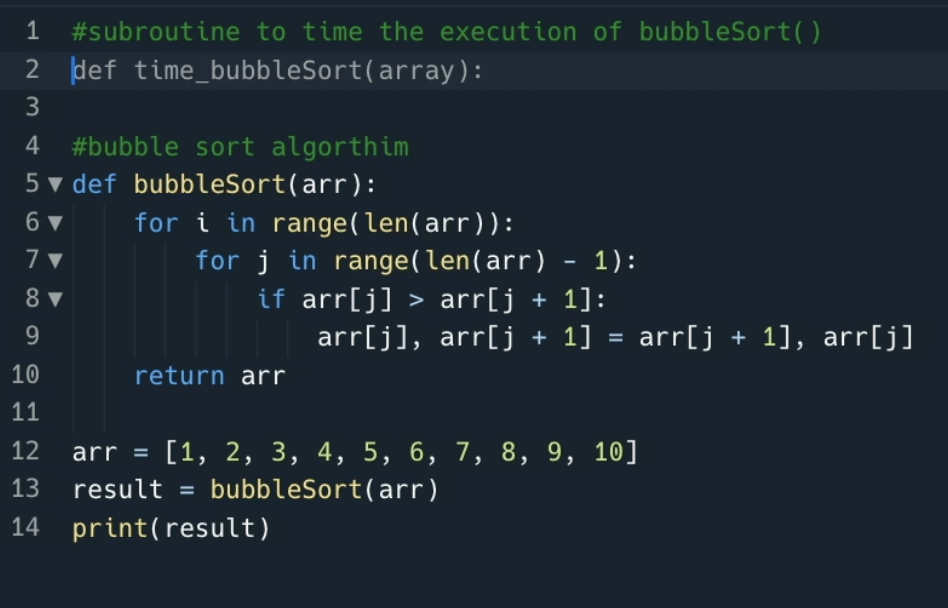 1 #subroutine to time the execution of bubbleSort()
2 def time_bubbleSort(array):
3
4 #bubble sort algorthim
5 def bubbleSort(arr):
6     for i in range(len(arr)):
7         for j in range(len(arr) - 1):
8             if arr[j] > arr[j + 1]:
9                 arr[j], arr[j + 1] = arr[j + 1], arr[j]
10     return arr
11
12 arr = [1, 2, 3, 4, 5, 6, 7, 8, 9, 10]
13 result = bubbleSort(arr)
14 print(result)